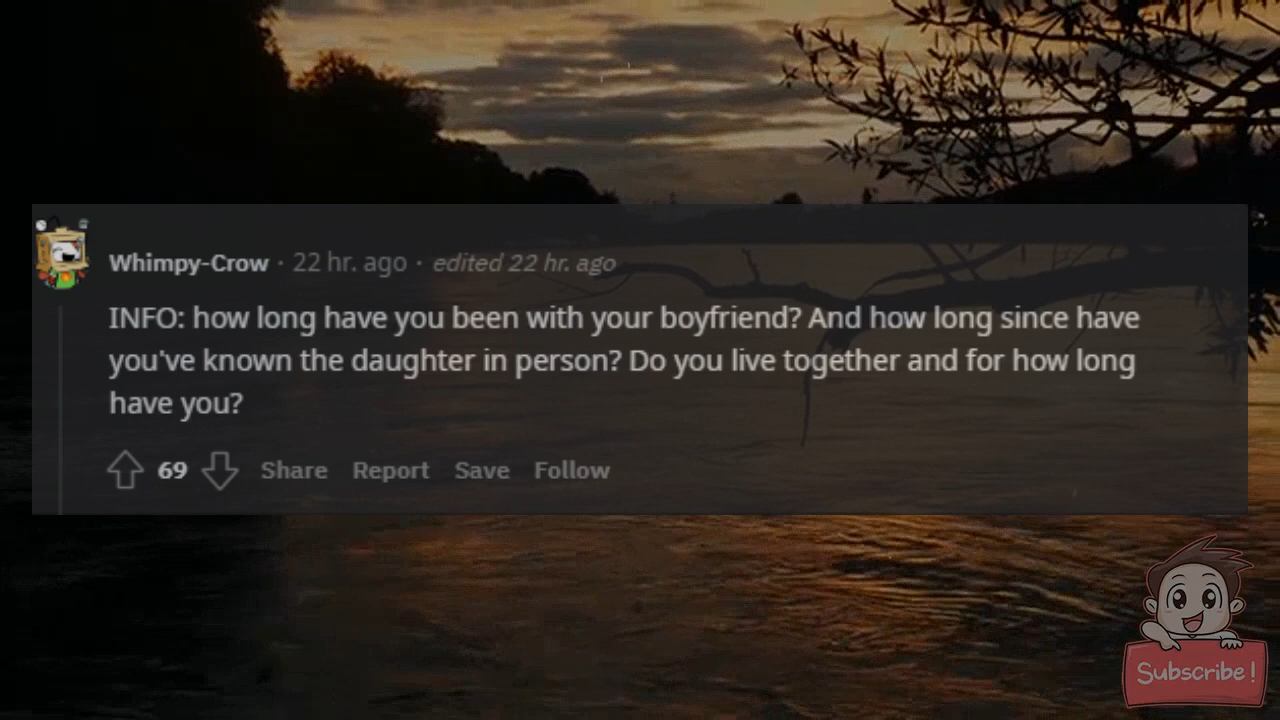 Whimpy-Crow · 22 hr. ago · edited 22 hr. ago
INFO: how long have you been with your boyfriend? And how long since have
you've known the daughter in person? Do you live together and for how long
have you?
69 Share Report Save Follow
Subscribe!